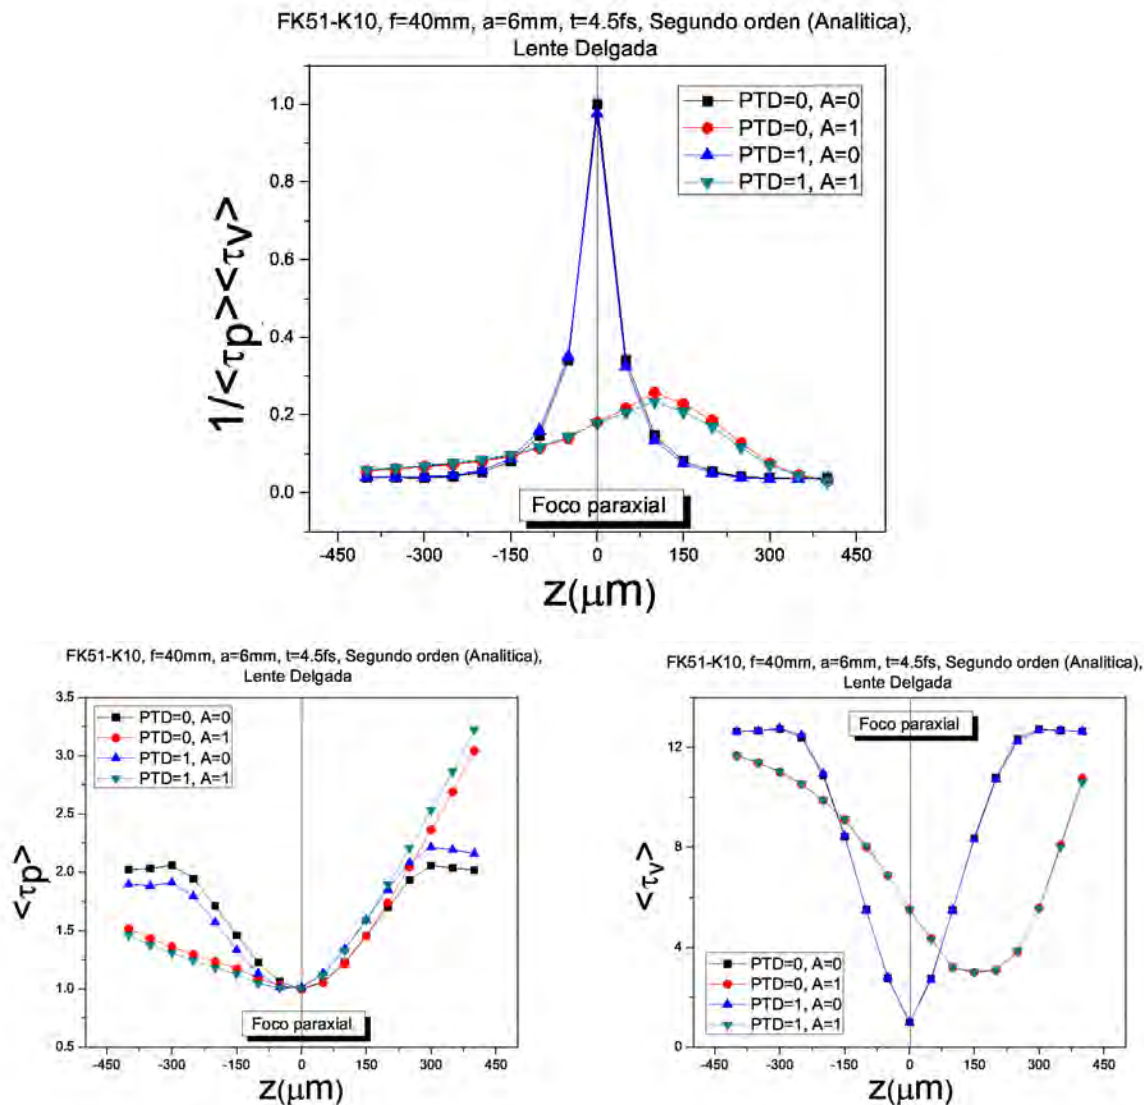 FK51-K10, f=40mm, a=6mm, t=4.5fs, Segundo orden (Analitica),
Lente Delgada
PTD=0, A=0
PTD=0, A=1
PTD=1, A=0
PTD=1, A=1
1.0
0.8
0.6
0.4
0.2
0.0
1/<τp><τv>
Foco paraxial
-450 -300 -150 0 150 300 450
z(μm)
FK51-K10, f=40mm, a=6mm, t=4.5fs, Segundo orden (Analitica),
Lente Delgada
3.5
3.0
2.5
2.0
1.5
1.0
0.5
PTD=0, A=0
PTD=0, A=1
PTD=1, A=0
PTD=1, A=1
<τp>
Foco paraxial
-450 -300 -150 0 150 300 450
z(μm)
FK51-K10, f=40mm, a=6mm, t=4.5fs, Segundo orden (Analitica),
Lente Delgada
Foco paraxial
12
8
4
0
<τv>
PTD=0, A=0
PTD=0, A=1
PTD=1, A=0
PTD=1, A=1
-450 -300 -150 0 150 300 450
z(μm)